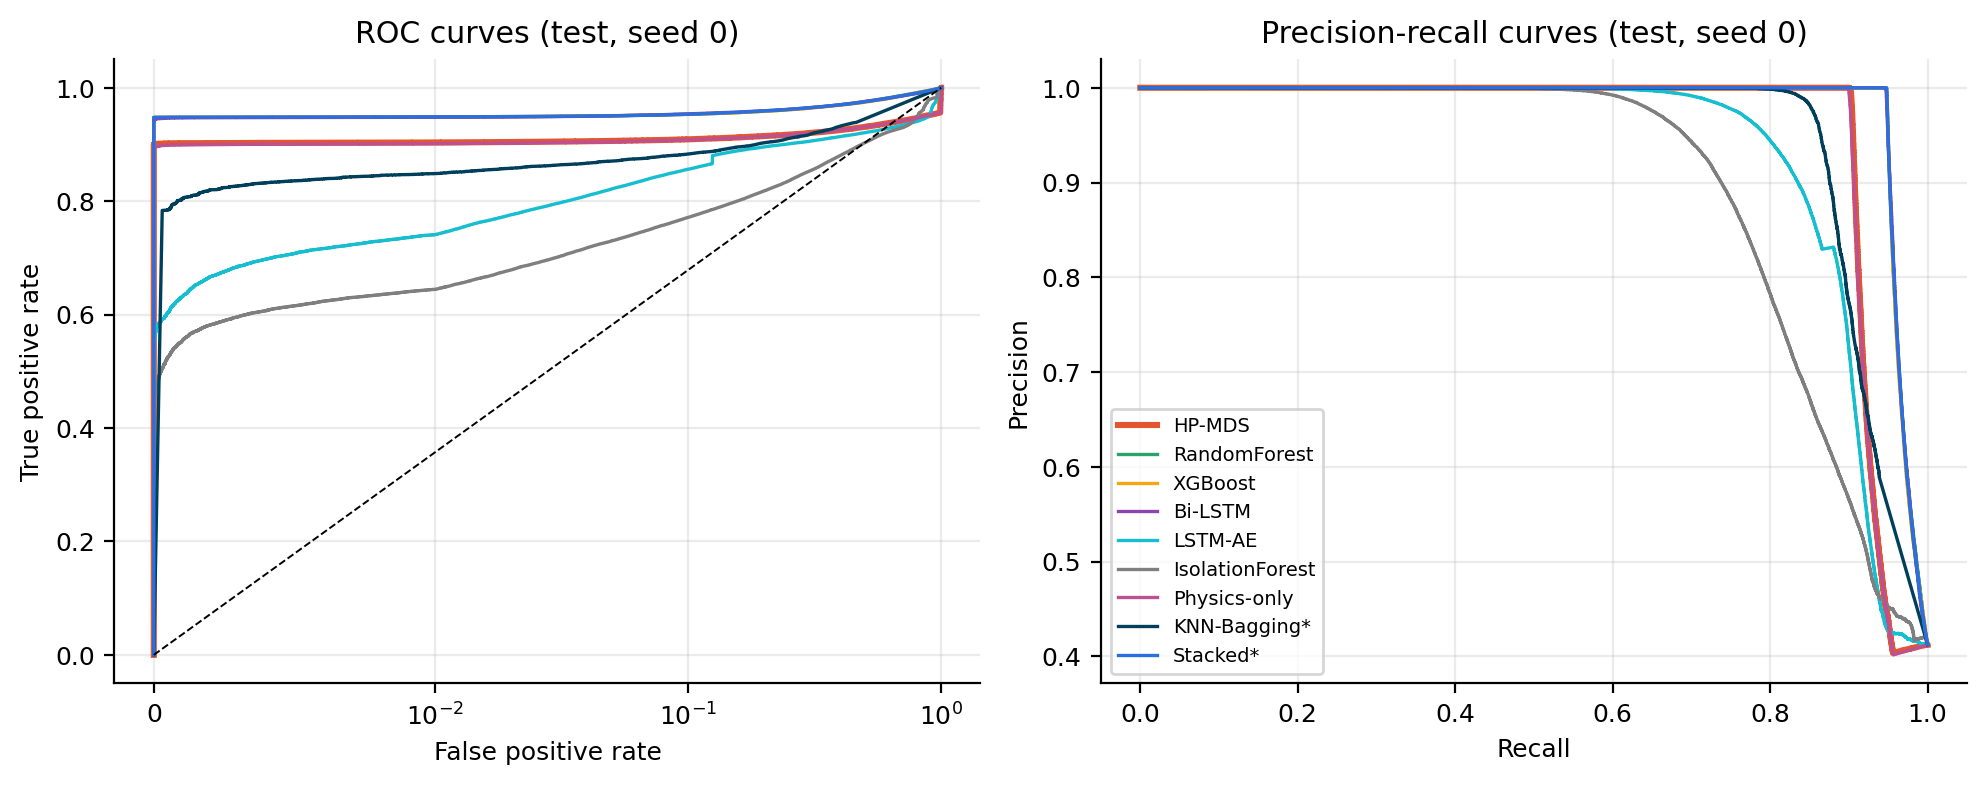 ROC curves (test, seed 0)
True positive rate
1.0
0.8
0.6
0.4
0.2
0.0
0
10⁻²
10⁻¹
10⁰
False positive rate
Precision-recall curves (test, seed 0)
Precision
1.0
0.9
0.8
0.7
0.6
0.5
0.4
HP-MDS
RandomForest
XGBoost
Bi-LSTM
LSTM-AE
IsolationForest
Physics-only
KNN-Bagging*
Stacked*
0.0
0.2
0.4
0.6
0.8
1.0
Recall